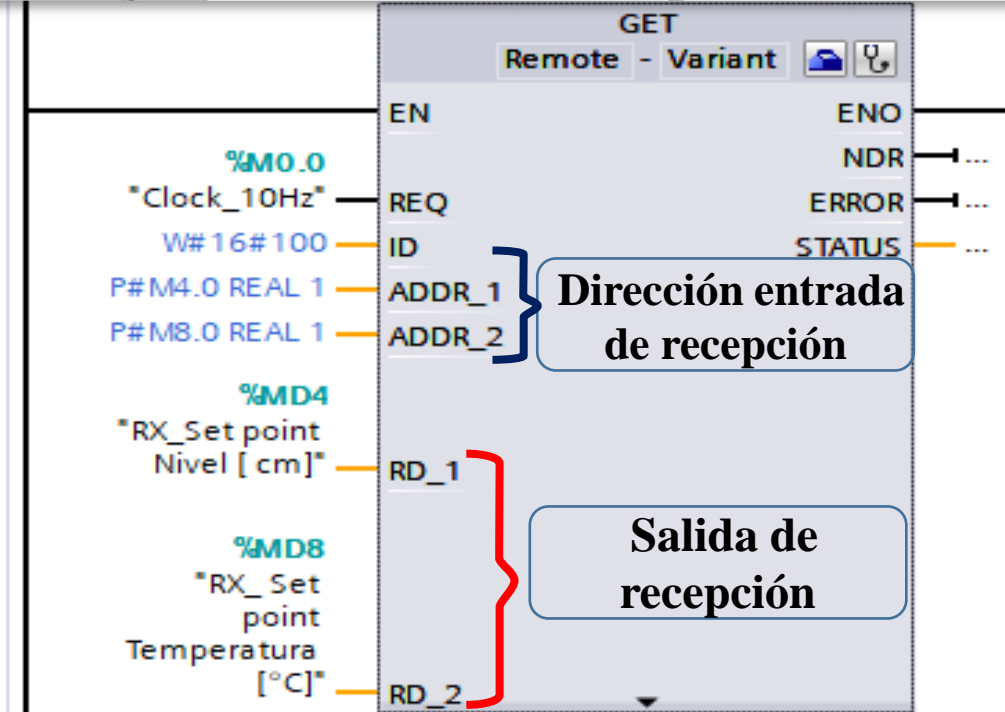 GET
Remote - Variant
EN
ENO
%M0.0
NDR
"Clock_10Hz"
REQ
ERROR
W#16#100
ID
STATUS
P#M4.0 REAL 1
ADDR_1
P#M8.0 REAL 1
ADDR_2
Dirección entrada
de recepción
%MD4
"RX_Set point
Nivel [ cm]"
RD_1
%MD8
"RX_ Set
point
Temperatura
[°C]"
RD_2
Salida de
recepción
...
...
...